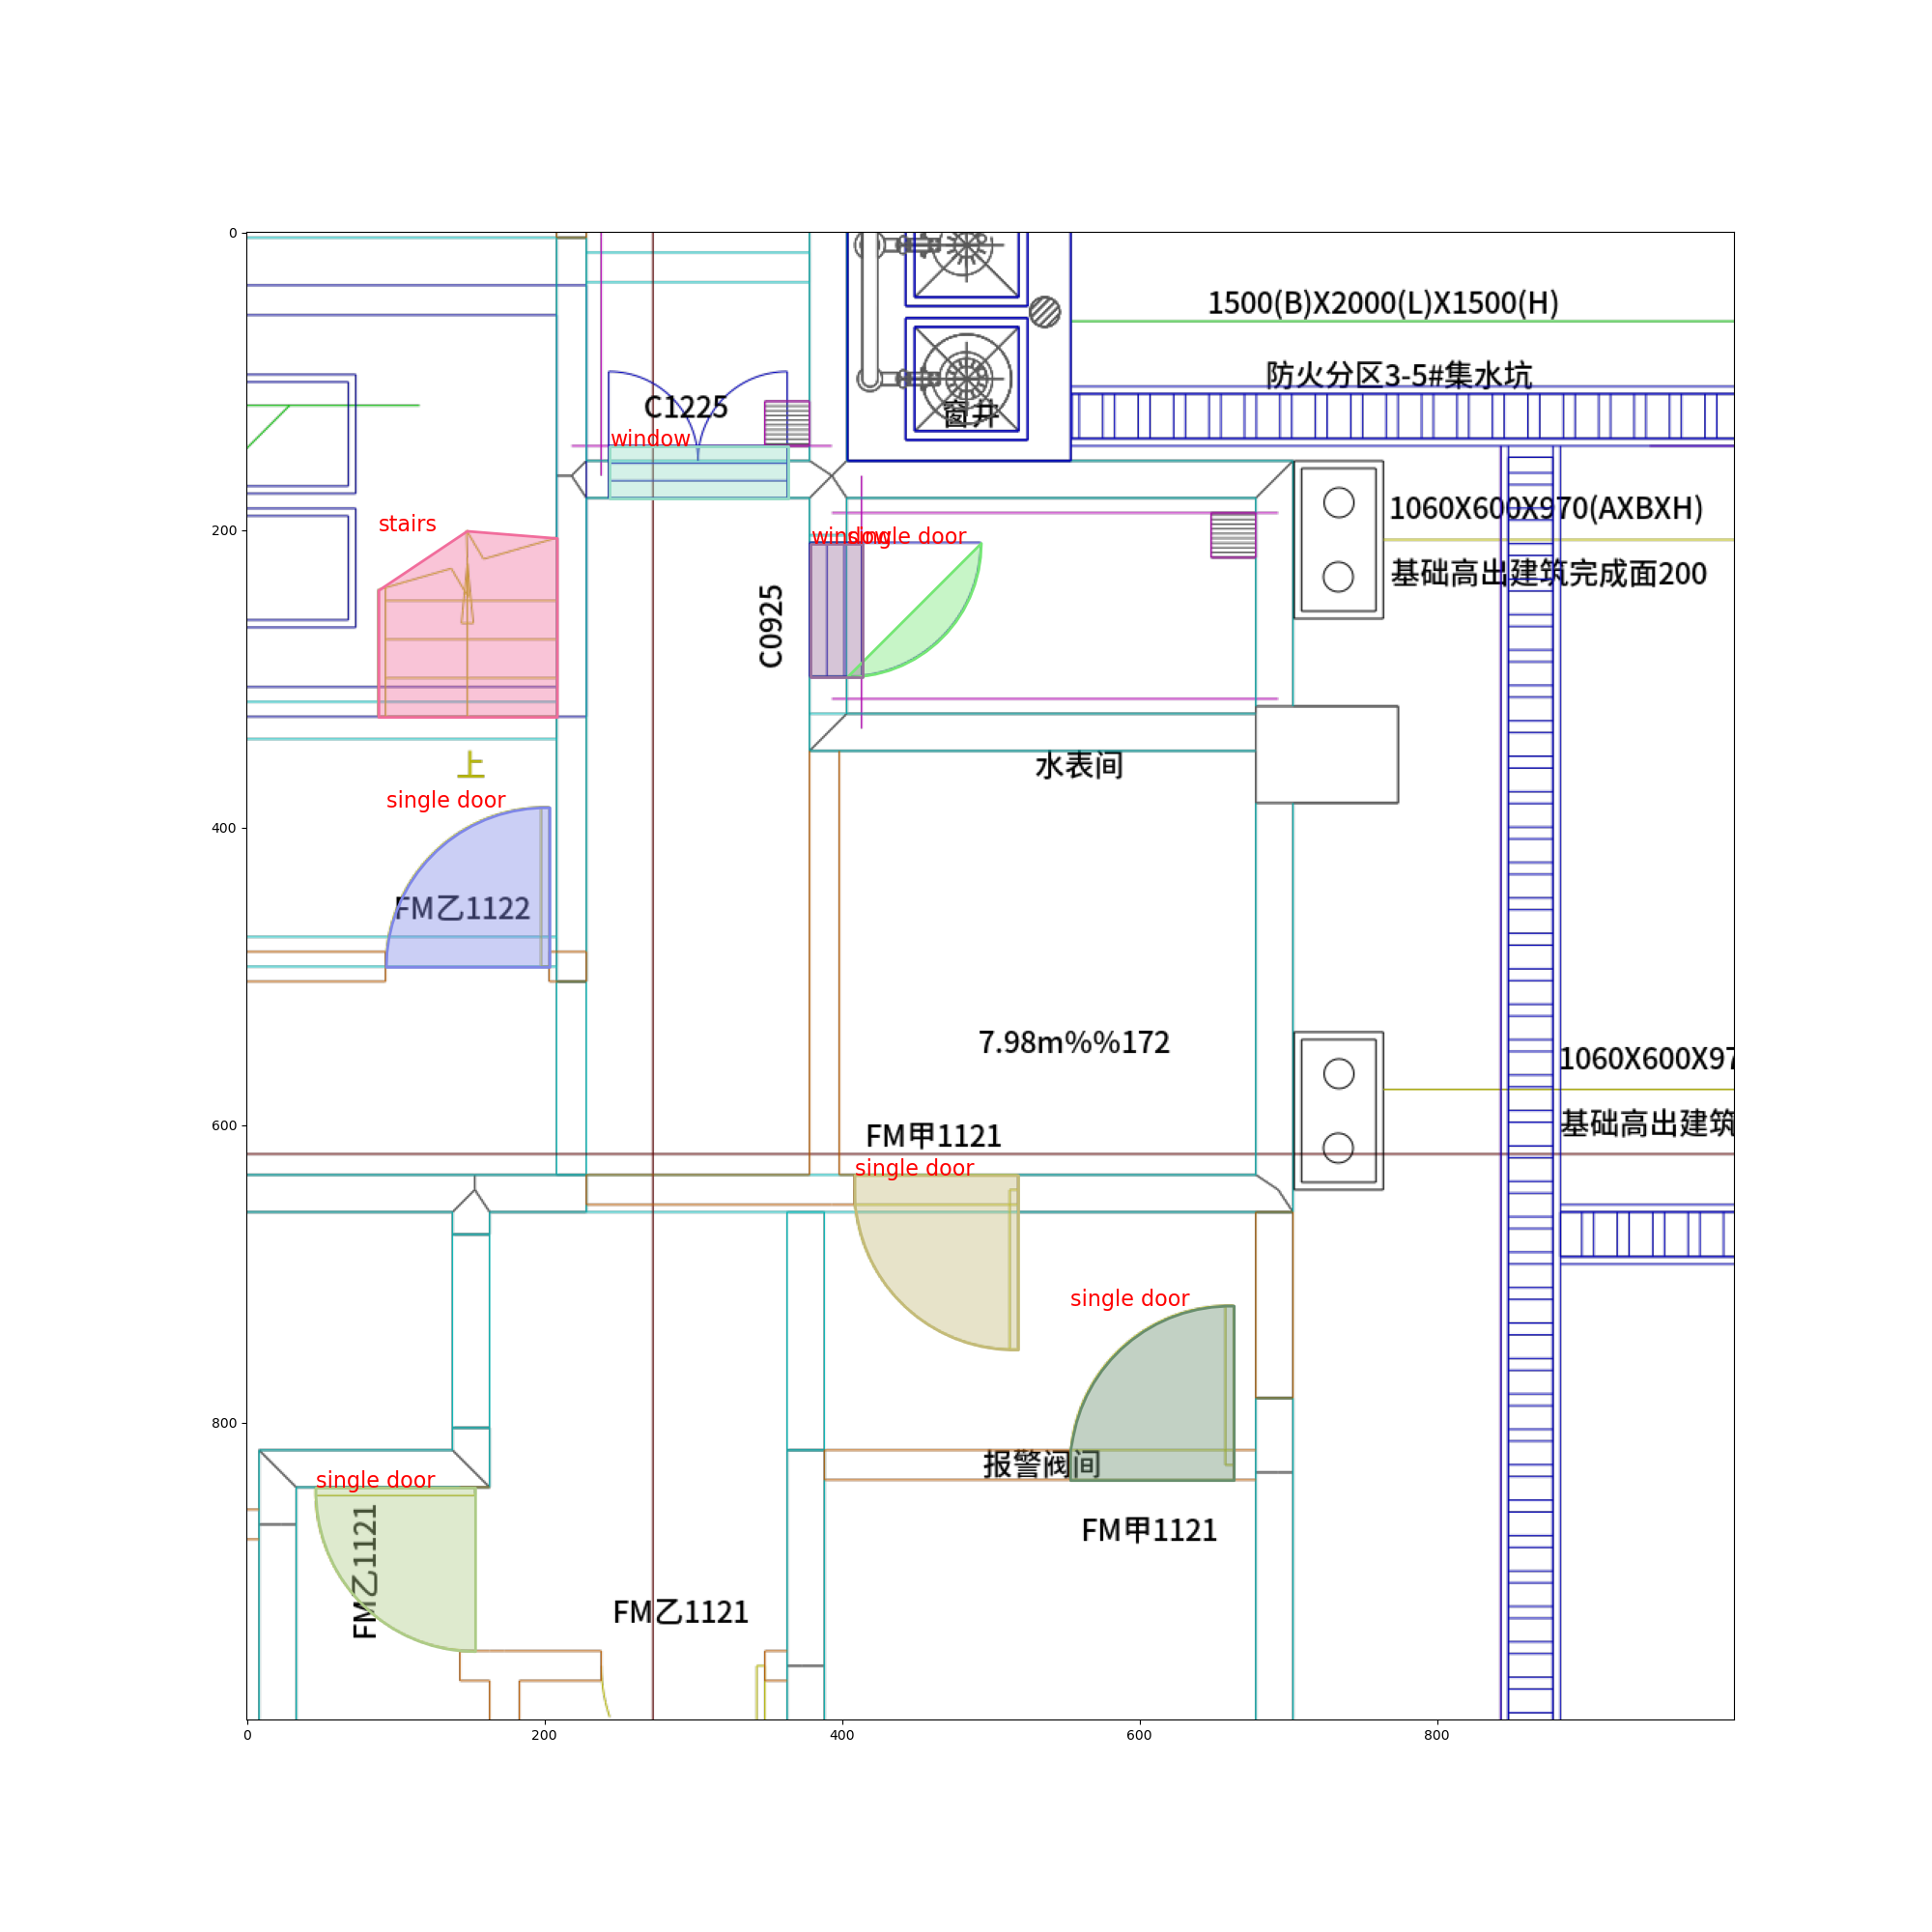 0
200
400
600
800
1500(B)X2000(L)X1500(H)
防火分区3-5#集水坑
C1225
窗井
window
stairs
window
single door
1060X600X970(AXBXH)
基础高出建筑完成面200
C0925
上
水表间
single door
FM乙1122
7.98m%%172
1060X600X97
基础高出建筑
FM甲1121
single door
single door
报警阀间
single door
FM乙1121
FM甲1121
FM乙1121
0
200
400
600
800